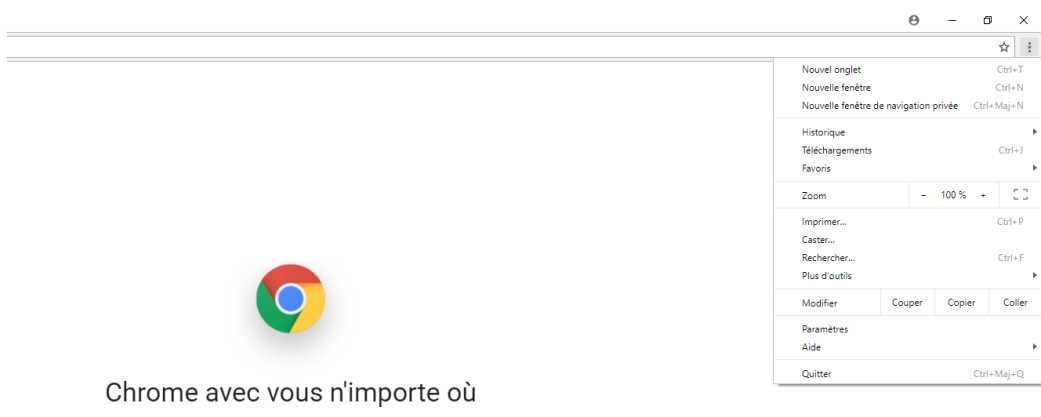 Nouvel onglet Ctrl+T
Nouvelle fenêtre Ctrl+N
Nouvelle fenêtre de navigation privée Ctrl+Maj+N
Historique
Téléchargements Ctrl+J
Favoris
Zoom - 100 % +
Imprimer... Ctrl+P
Caster...
Rechercher... Ctrl+F
Plus d'outils
Modifier Couper Copier Coller
Paramètres
Aide
Quitter Ctrl+Maj+Q
Chrome avec vous n'importe où